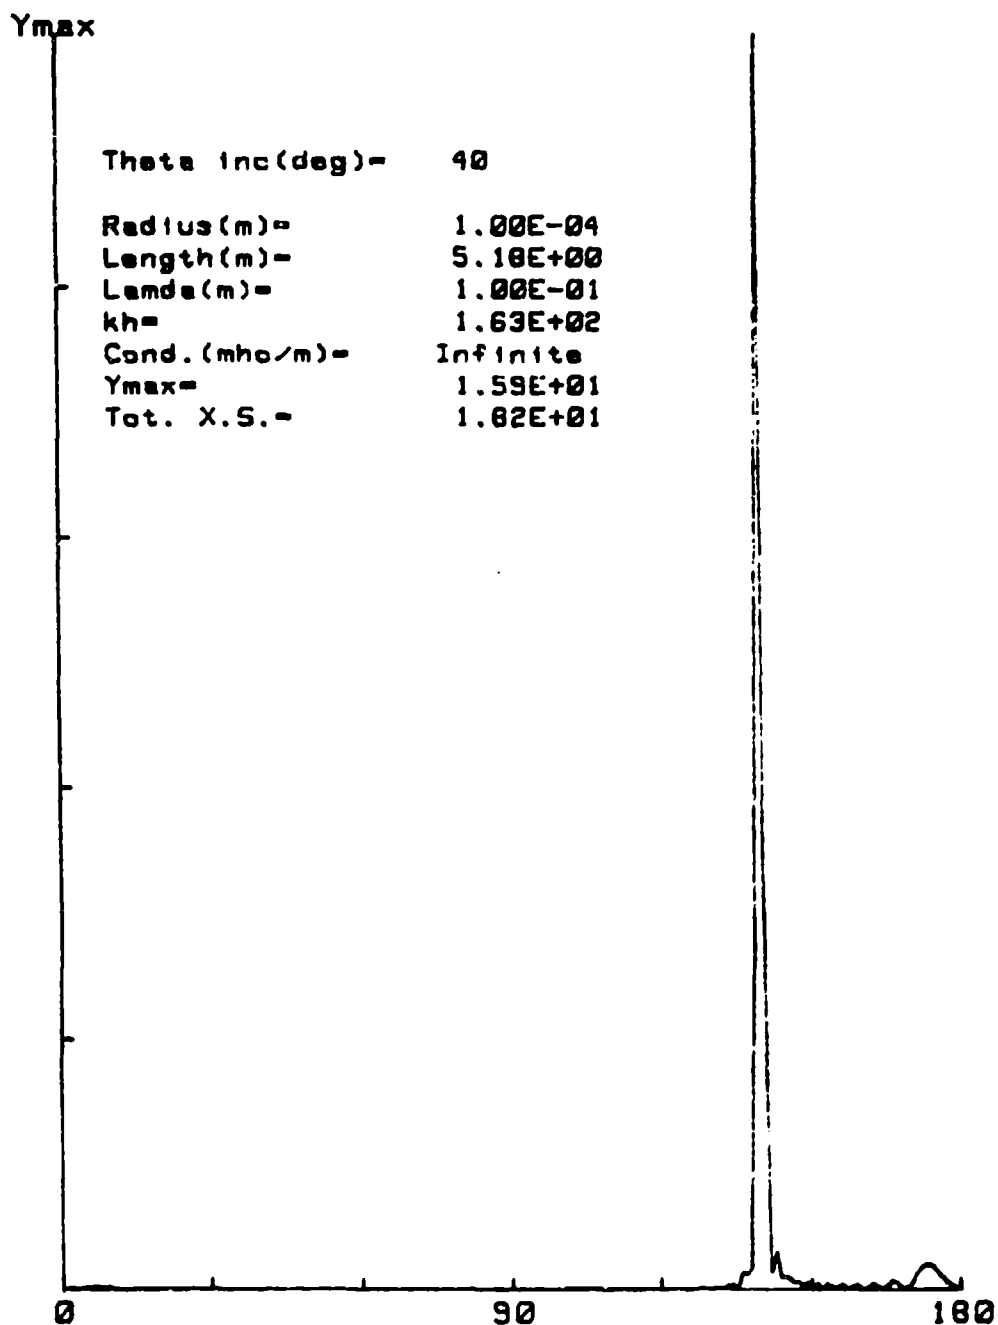 Ymax
Theta inc(deg)= 40
Radius(m)= 1.00E-04
Length(m)= 5.18E+00
Lamda(m)= 1.00E-01
kh= 1.63E+02
Cond.(mho/m)= Infinite
Ymax= 1.59E+01
Tot. X.S.= 1.82E+01
0 90 180